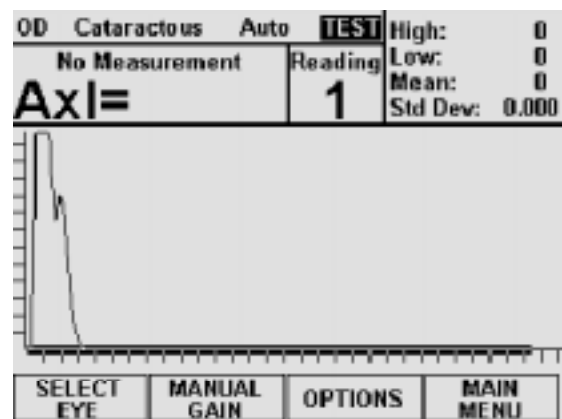 OD Cataractous Auto TEST
No Measurement
Axl=
Reading
1
High: 0
Low: 0
Mean: 0
Std Dev: 0.000
SELECT EYE
MANUAL GAIN
OPTIONS
MAIN MENU